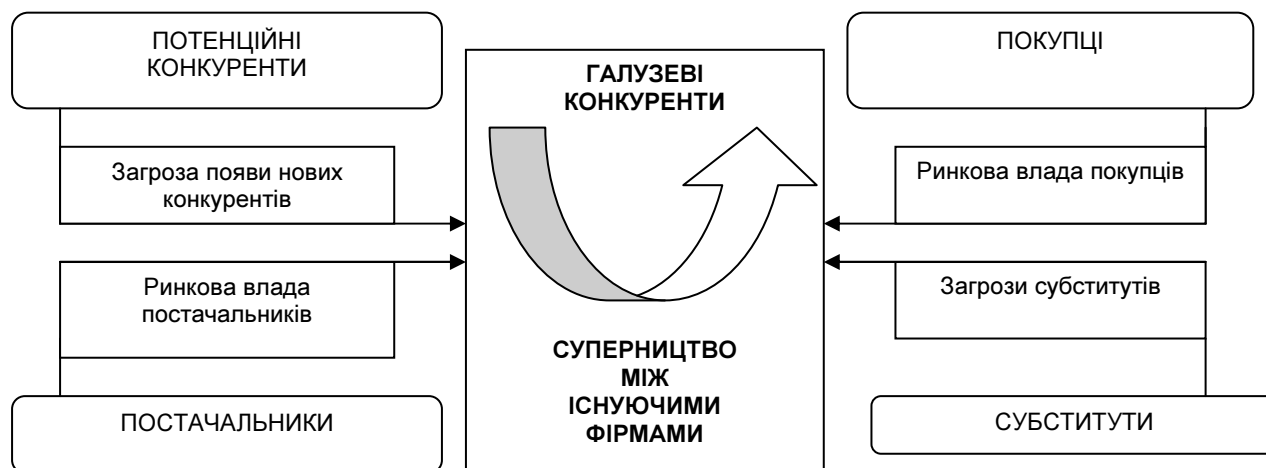 ПОТЕНЦІЙНІ
КОНКУРЕНТИ
Загроза появи нових
конкурентів
Ринкова влада
постачальників
ПОСТАЧАЛЬНИКИ
ГАЛУЗЕВІ
КОНКУРЕНТИ
СУПЕРНИЦТВО
МІЖ
ІСНУЮЧИМИ
ФІРМАМИ
ПОКУПЦІ
Ринкова влада покупців
Загрози субститутів
СУБСТИТУТИ